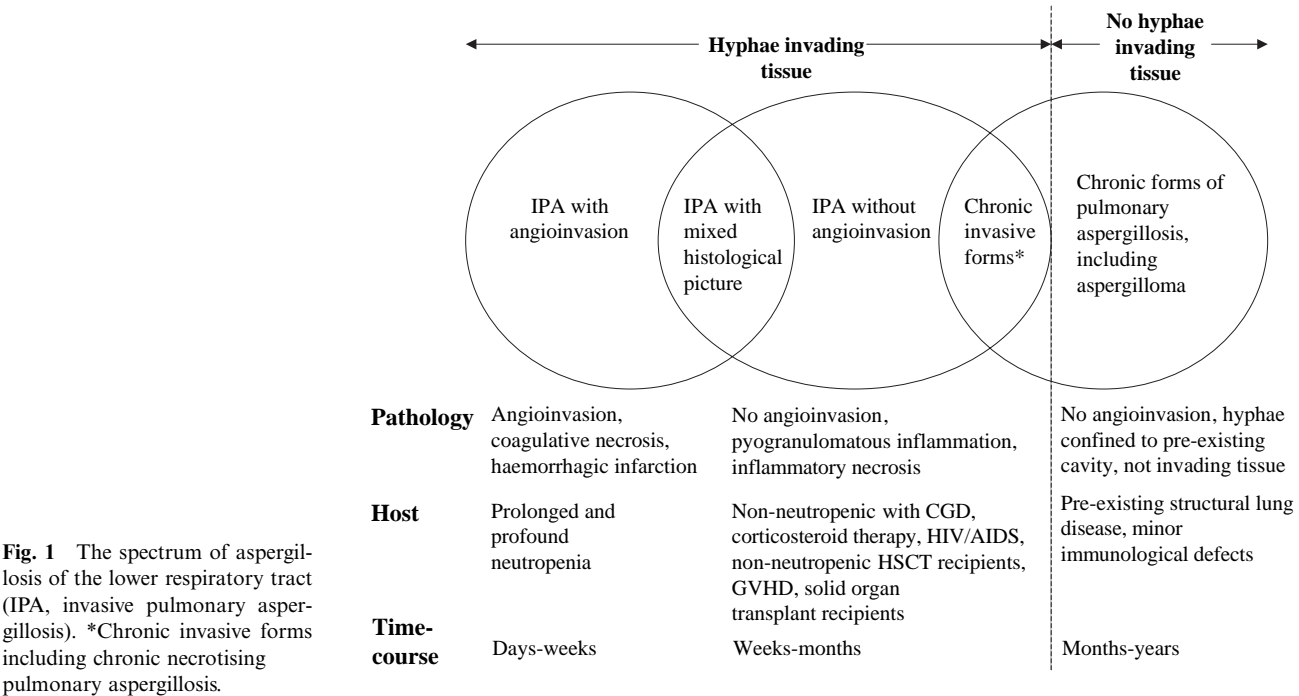 Hyphae invading
tissue
No hyphae
invading
tissue
IPA with
angioinvasion
IPA with
mixed
histological
picture
IPA without
angioinvasion
Chronic
invasive
forms*
Chronic forms of
pulmonary
aspergillosis,
including
aspergilloma
Pathology
Angioinvasion,
coagulative necrosis,
haemorrhagic infarction
No angioinvasion,
pyogranulomatous inflammation,
inflammatory necrosis
No angioinvasion, hyphae
confined to pre-existing
cavity, not invading tissue
Host
Prolonged and
profound
neutropenia
Non-neutropenic with CGD,
corticosteroid therapy, HIV/AIDS,
non-neutropenic HSCT recipients,
GVHD, solid organ
transplant recipients
Pre-existing structural lung
disease, minor
immunological defects
Time-
course
Days-weeks
Weeks-months
Months-years
Fig. 1 The spectrum of aspergil-
losis of the lower respiratory tract
(IPA, invasive pulmonary asper-
gillosis). *Chronic invasive forms
including chronic necrotising
pulmonary aspergillosis.